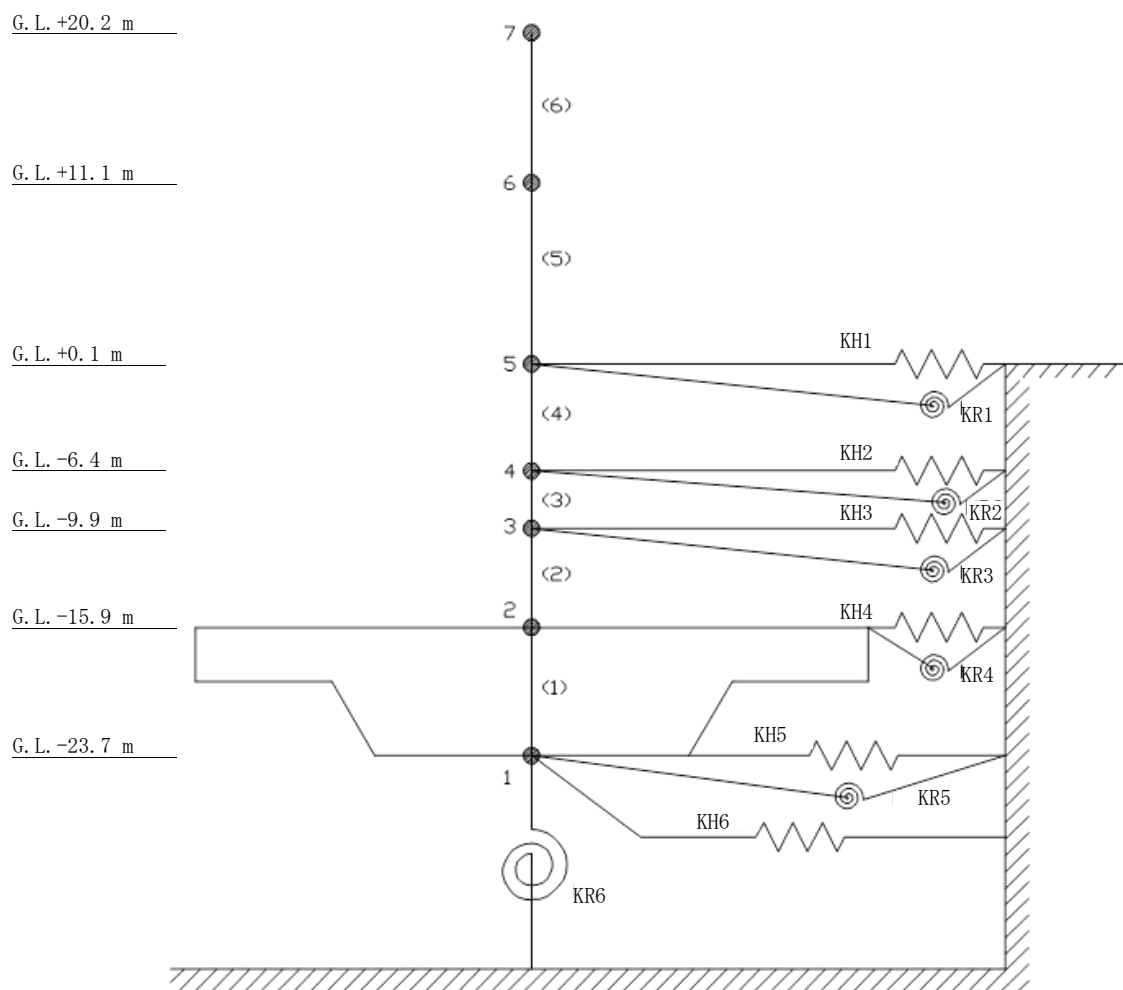 G.L.+20.2 m
7
(6)
G.L.+11.1 m
6
(5)
KH1
G.L.+0.1 m
5
(4)
KR1
KH2
G.L.-6.4 m
4
(3)
KH3
KR2
G.L.-9.9 m
3
(2)
KR3
G.L.-15.9 m
2
KH4
KR4
(1)
G.L.-23.7 m
KH5
1
KR5
KH6
KR6